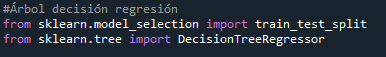 #Árbol decisión regresión
from sklearn.model_selection import train_test_split
from sklearn.tree import DecisionTreeRegressor